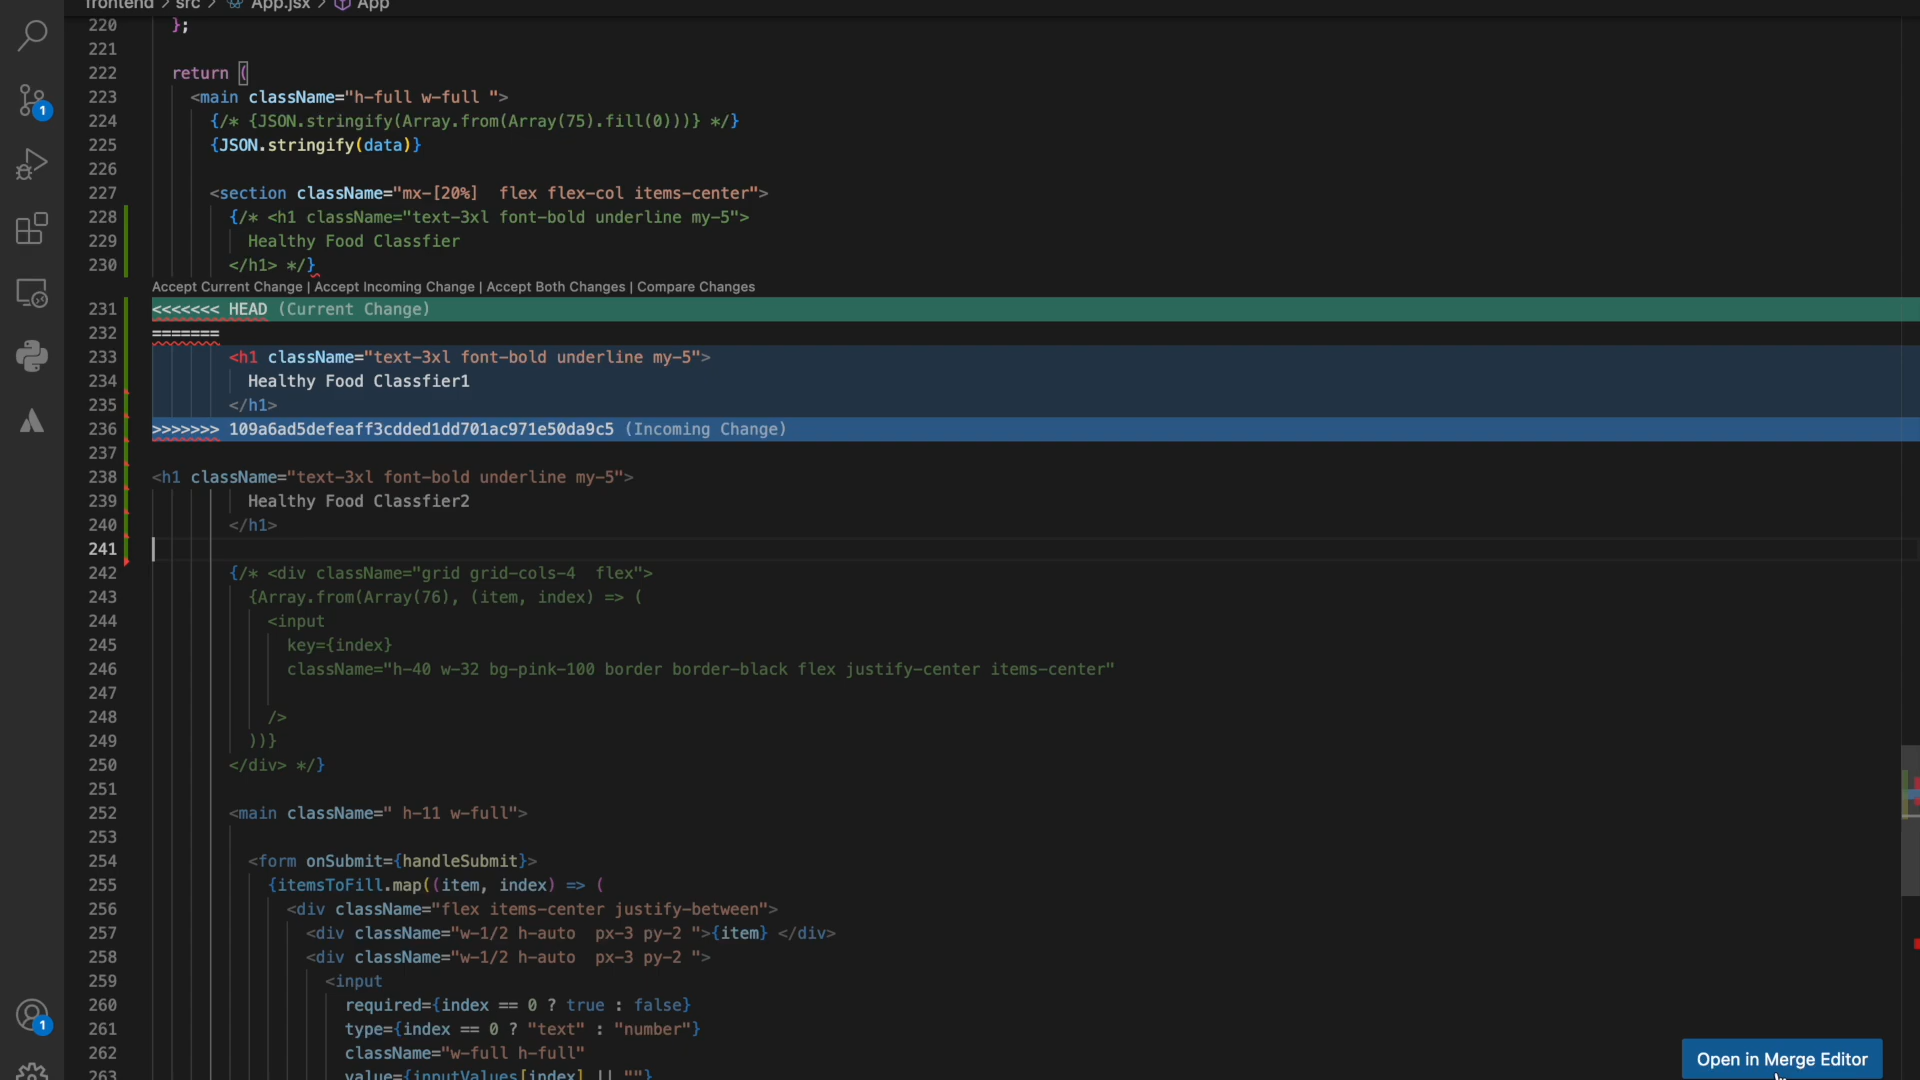 frontend > src > App.jsx > App
220 };
221
222 return (
223 <main className="h-full w-full ">
224 {/* {JSON.stringify(Array.from(Array(75).fill(0)))} */}
225 {JSON.stringify(data)}
226
227 <section className="mx-[20%]  flex flex-col items-center">
228 {/* <h1 className="text-3xl font-bold underline my-5">
229 Healthy Food Classfier
230 </h1> */}
Accept Current Change | Accept Incoming Change | Accept Both Changes | Compare Changes
231 <<<<<<< HEAD (Current Change)
232 =======
233 <h1 className="text-3xl font-bold underline my-5">
234 Healthy Food Classfier1
235 </h1>
236 >>>>>>> 109a6ad5defeaff3cdded1dd701ac971e50da9c5 (Incoming Change)
237
238 <h1 className="text-3xl font-bold underline my-5">
239 Healthy Food Classfier2
240 </h1>
241
242 {/* <div className="grid grid-cols-4  flex">
243 {Array.from(Array(76), (item, index) => (
244 <input
245 key={index}
246 className="h-40 w-32 bg-pink-100 border border-black flex justify-center items-center"
247
248 />
249 ))}
250 </div> */}
251
252 <main className=" h-11 w-full">
253
254 <form onSubmit={handleSubmit}>
255 {itemsToFill.map((item, index) => (
256 <div className="flex items-center justify-between">
257 <div className="w-1/2 h-auto  px-3 py-2 ">{item} </div>
258 <div className="w-1/2 h-auto  px-3 py-2 ">
259 <input
260 required={index == 0 ? true : false}
261 type={index == 0 ? "text" : "number"}
262 className="w-full h-full"
263 value={inputValues[index] || ""}
1
1
Open in Merge Editor